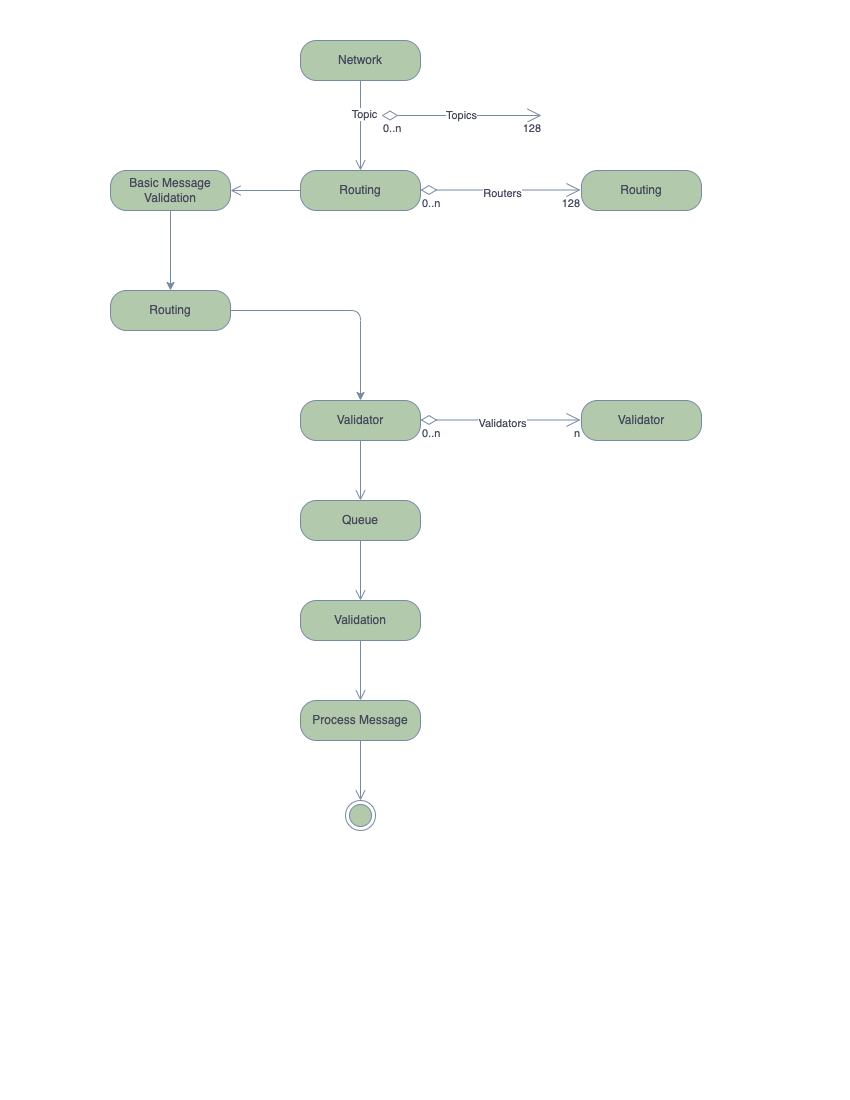 Network
Topic
Topics
0..n
128
Basic Message
Validation
Routing
Routers
Routing
0..n
128
Routing
Validator
Validators
Validator
0..n
n
Queue
Validation
Process Message